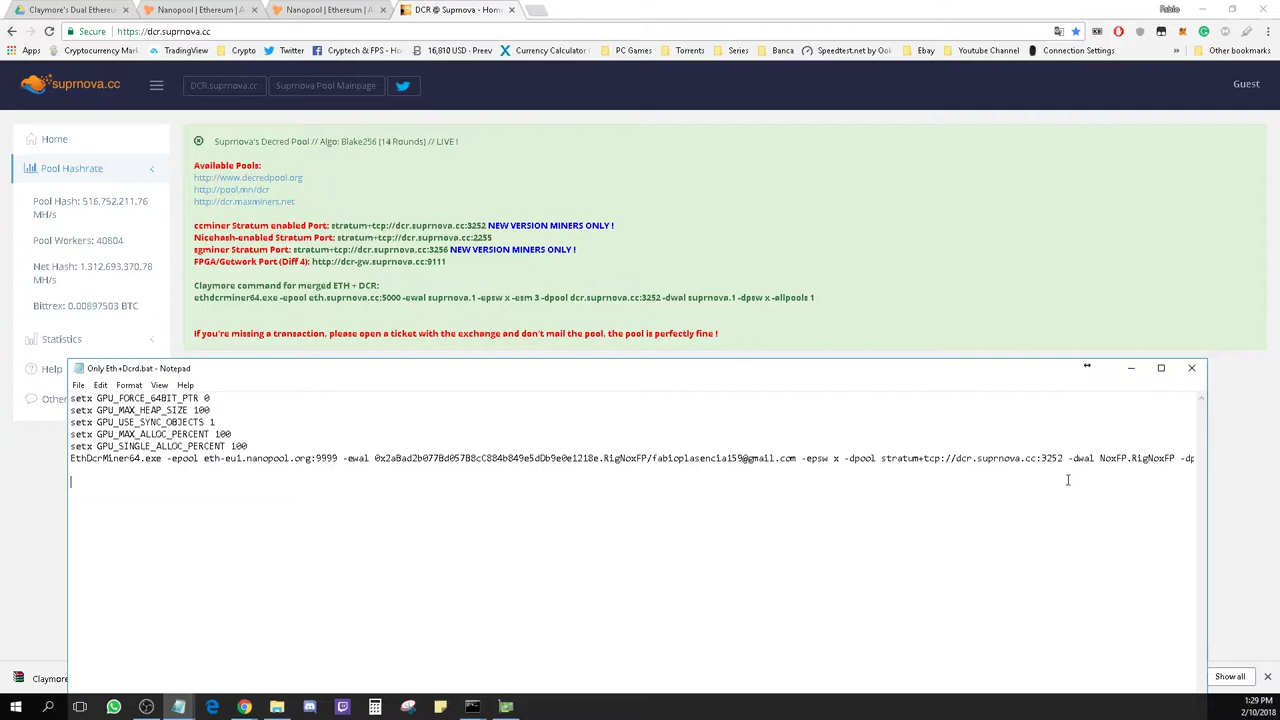 Claymore's Dual Ethereu
Nanopool | Ethereum | A
Nanopool | Ethereum | A
DCR @ Suprnova - Home
Fabio
Secure | https://dcr.suprnova.cc
Apps
Cryptocurrency Mark
TradingView
Crypto
Twitter
Cryptech & FPS - Ho
16,810 USD - Preev
Currency Calculator (
PC Games
Torrents
Series
Banca
Speedtest.net by Ook
Ebay
Youtube Channel
Connection Settings
Other bookmarks
suprnova.cc
DCR.suprnova.cc
Suprnova Pool Mainpage
Guest
Home
Pool Hashrate
Pool Hash: 516,752,211.76
MH/s
Pool Workers: 40804
Net Hash: 1,312,693,370.78
MH/s
Bittrex: 0.00897503 BTC
Statistics
Help
Other
Suprnova's Decred Pool // Algo: Blake256 (14 Rounds) // LIVE !
Available Pools:
http://www.decredpool.org
http://pool.mn/dcr
http://dcr.maxminers.net
ccminer Stratum enabled Port: stratum+tcp://dcr.suprnova.cc:3252 NEW VERSION MINERS ONLY !
Nicehash-enabled Stratum Port: stratum+tcp://dcr.suprnova.cc:2255
sgminer Stratum Port: stratum+tcp://dcr.suprnova.cc:3256 NEW VERSION MINERS ONLY !
FPGA/Getwork Port (Diff 4): http://dcr-gw.suprnova.cc:9111
Claymore command for merged ETH + DCR:
ethdcrminer64.exe -epool eth.suprnova.cc:5000 -ewal suprnova.1 -epsw x -esm 3 -dpool dcr.suprnova.cc:3252 -dwal suprnova.1 -dpsw x -allpools 1
If you're missing a transaction, please open a ticket with the exchange and don't mail the pool, the pool is perfectly fine !
Only Eth+Dcrd.bat - Notepad
File Edit Format View Help
setx GPU_FORCE_64BIT_PTR 0
setx GPU_MAX_HEAP_SIZE 100
setx GPU_USE_SYNC_OBJECTS 1
setx GPU_MAX_ALLOC_PERCENT 100
setx GPU_SINGLE_ALLOC_PERCENT 100
EthDcrMiner64.exe -epool eth-eu1.nanopool.org:9999 -ewal 0x2aBad2b077Bd057B8cC884b849e5dDb9e0e1218e.RigNoxFP/fabioplasencia159@gmail.com -epsw x -dpool stratum+tcp://dcr.suprnova.cc:3252 -dwal NoxFP.RigNoxFP -dp
Claymore
Show all
1:29 PM
2/10/2018